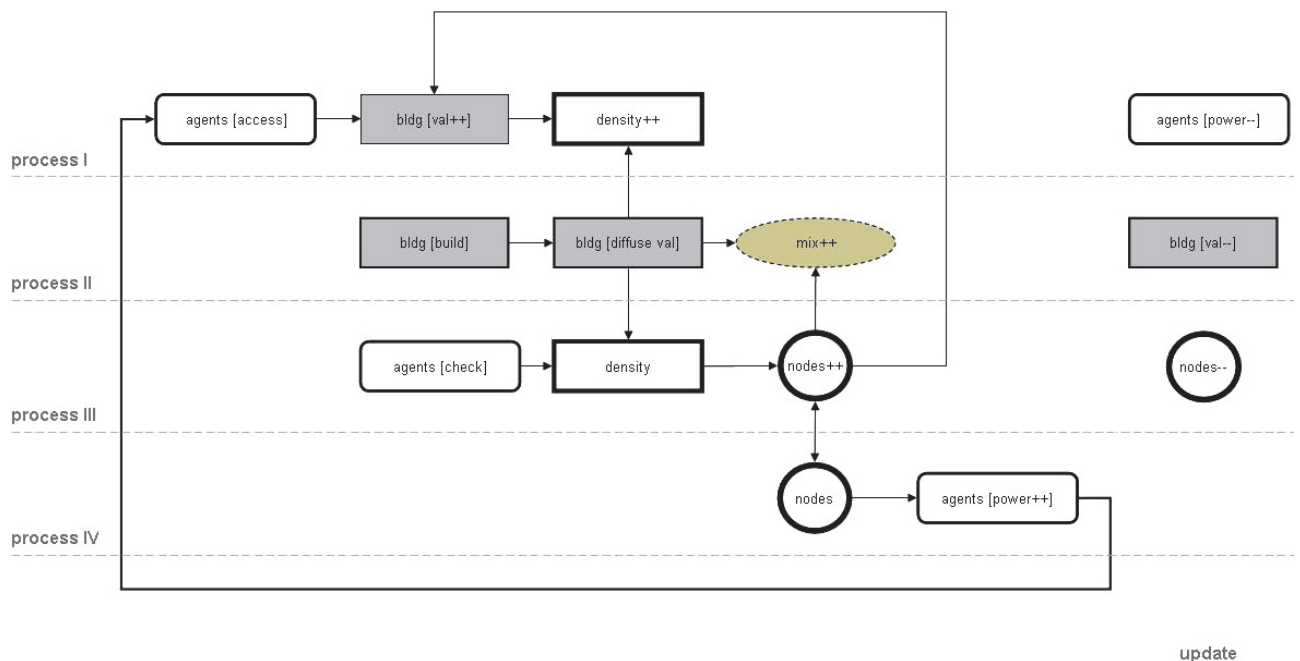 agents [access]
bldg [val++]
density++
agents [power--]
process I
bldg [build]
bldg [diffuse val]
mix++
bldg [val--]
process II
agents [check]
density
nodes++
nodes--
process III
nodes
agents [power++]
process IV
update